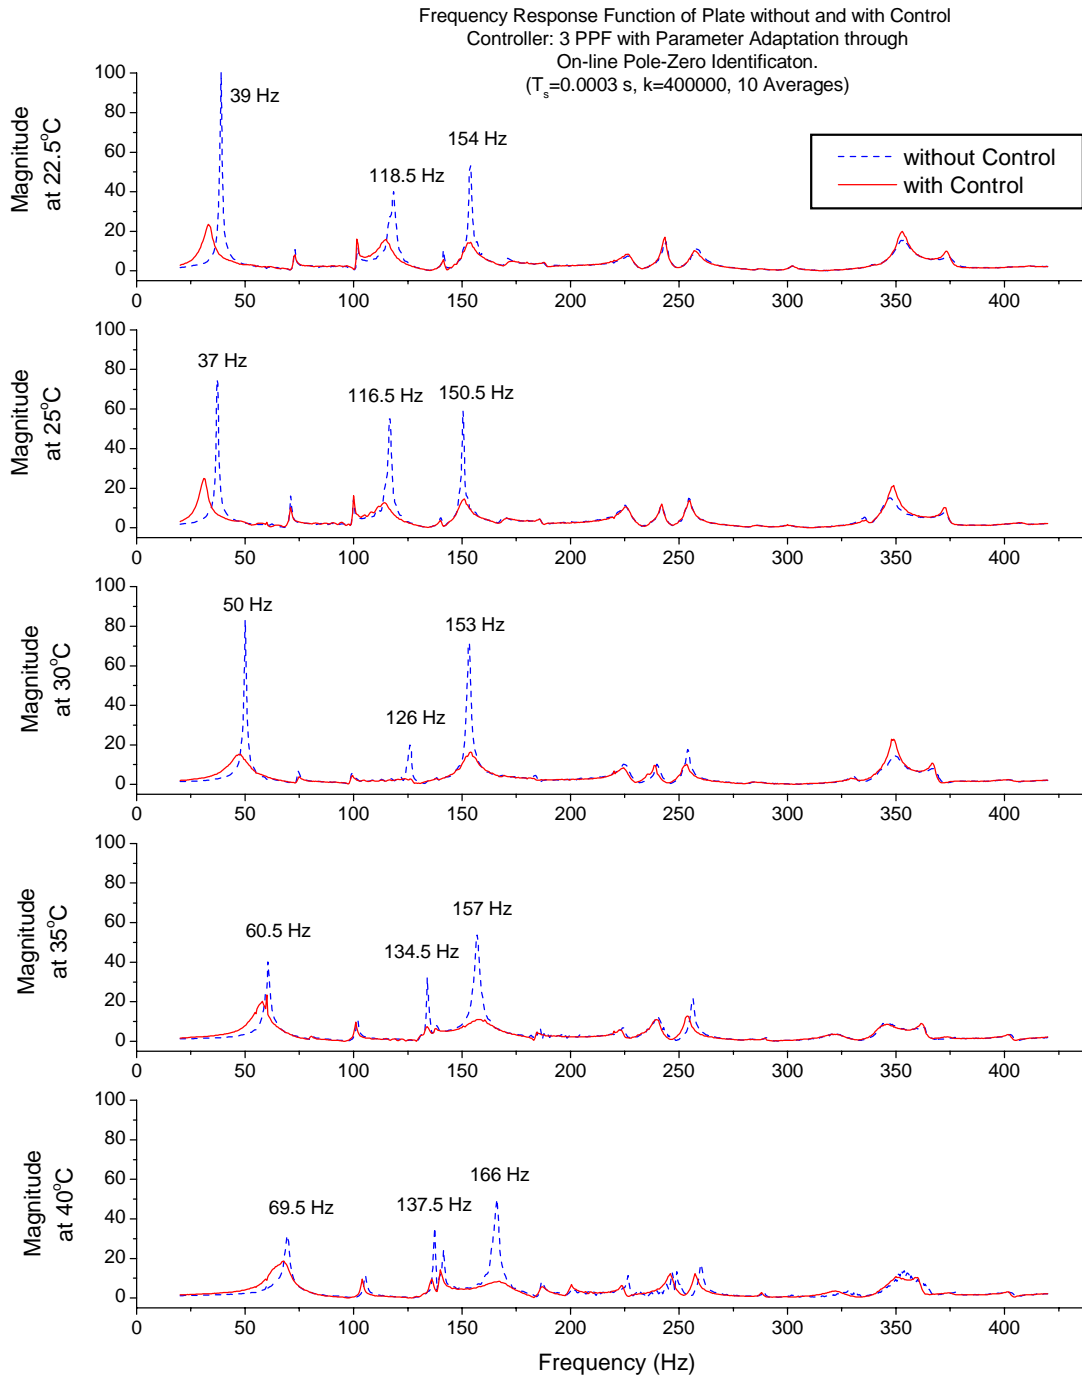 Frequency Response Function of Plate without and with Control
Controller: 3 PPF with Parameter Adaptation through
On-line Pole-Zero Identificaton.
(Ts=0.0003 s, k=400000, 10 Averages)
without Control
with Control
Magnitude
at 22.5°C
100
80
60
40
20
0
39 Hz
118.5 Hz
154 Hz
0 50 100 150 200 250 300 350 400
Magnitude
at 25°C
100
80
60
40
20
0
37 Hz
116.5 Hz
150.5 Hz
0 50 100 150 200 250 300 350 400
Magnitude
at 30°C
100
80
60
40
20
0
50 Hz
126 Hz
153 Hz
0 50 100 150 200 250 300 350 400
Magnitude
at 35°C
100
80
60
40
20
0
60.5 Hz
134.5 Hz
157 Hz
0 50 100 150 200 250 300 350 400
Magnitude
at 40°C
100
80
60
40
20
0
69.5 Hz
137.5 Hz
166 Hz
0 50 100 150 200 250 300 350 400
Frequency (Hz)